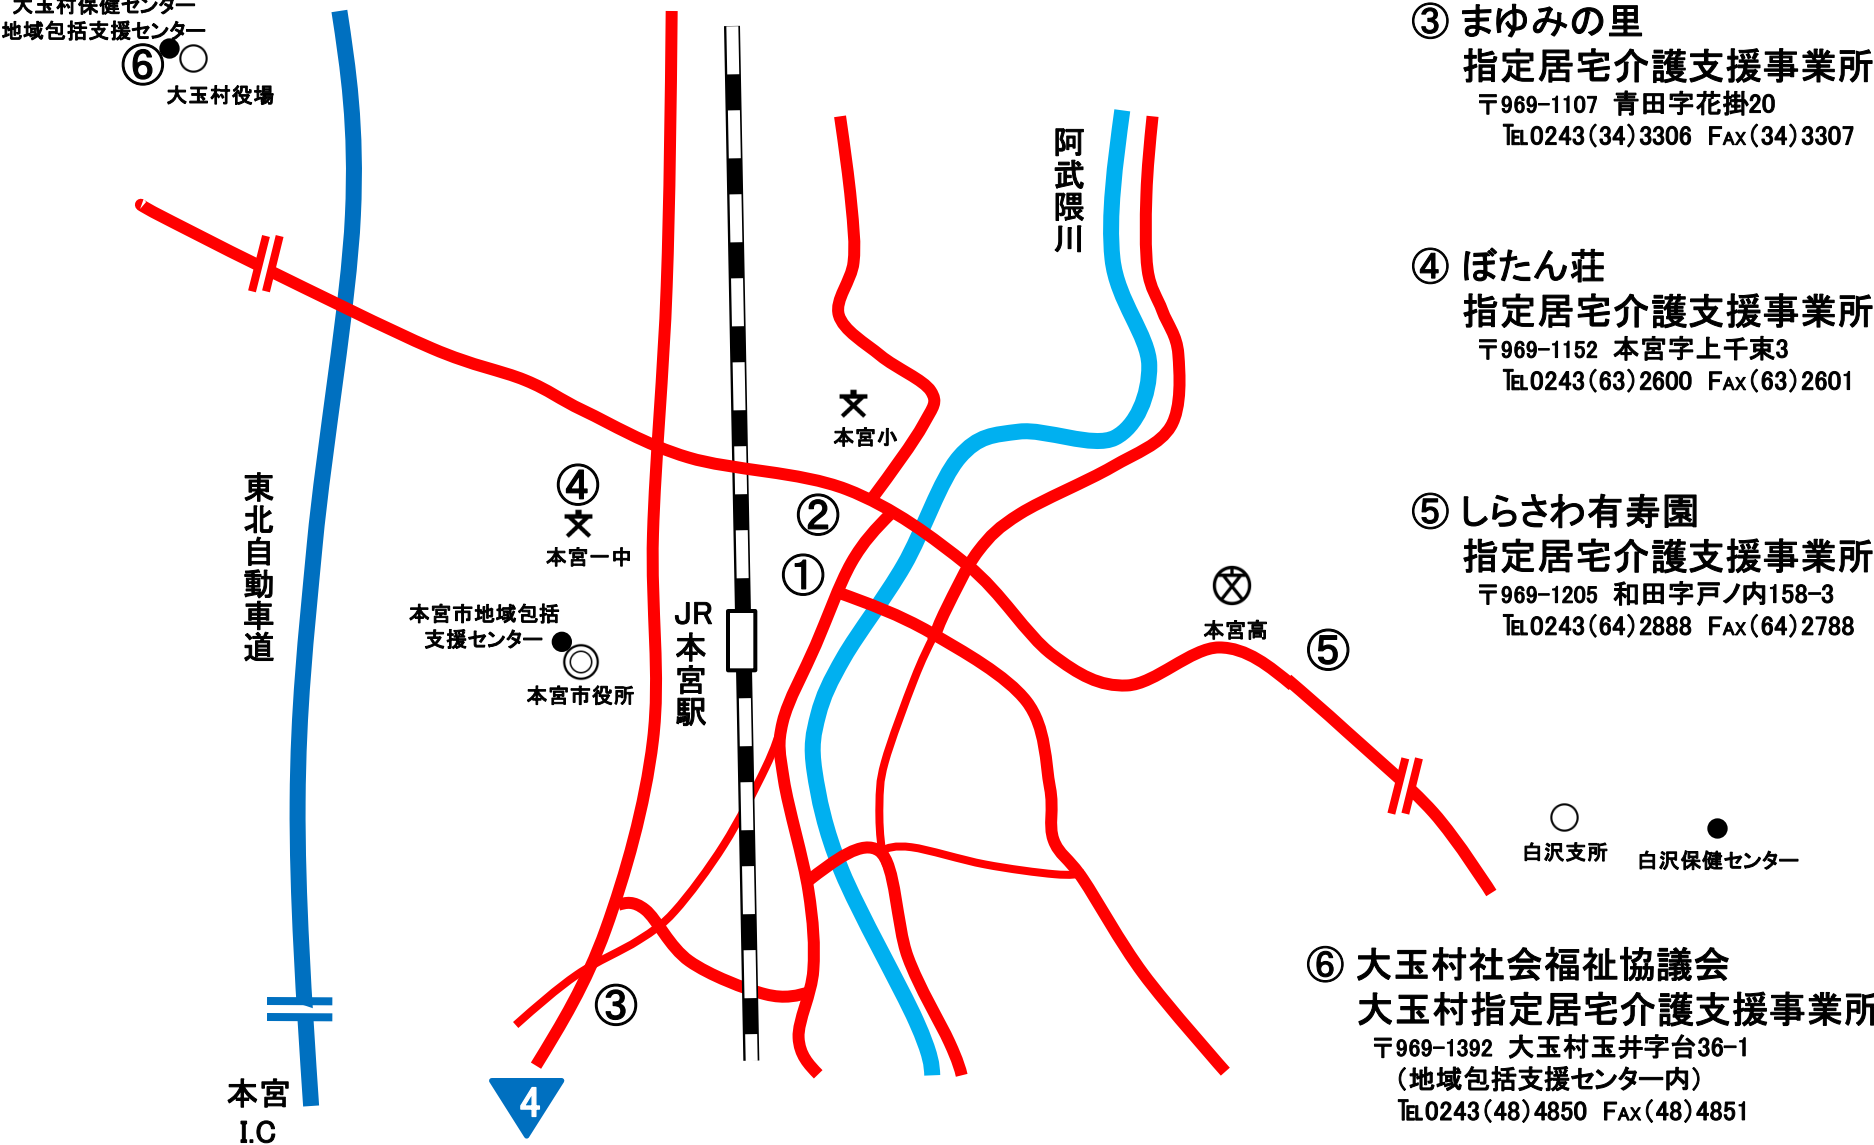 大玉村保健センター
地域包括支援センター
⑥
大玉村役場
阿武隈川
東北自動車道
本宮小
④
本宮一中
②
①
本宮市地域包括
支援センター
本宮市役所
JR
本宮駅
本宮高
⑤
白沢支所
白沢保健センター
③
4
本宮
I.C
③ まゆみの里
指定居宅介護支援事業所
〒969-1107 青田字花掛20
℡0243(34)3306 FAX(34)3307
④ ぼたん荘
指定居宅介護支援事業所
〒969-1152 本宮字上千束3
℡0243(63)2600 FAX(63)2601
⑤ しらさわ有寿園
指定居宅介護支援事業所
〒969-1205 和田字戸ノ内158-3
℡0243(64)2888 FAX(64)2788
⑥ 大玉村社会福祉協議会
大玉村指定居宅介護支援事業所
〒969-1392 大玉村玉井字台36-1
(地域包括支援センター内)
℡0243(48)4850 FAX(48)4851